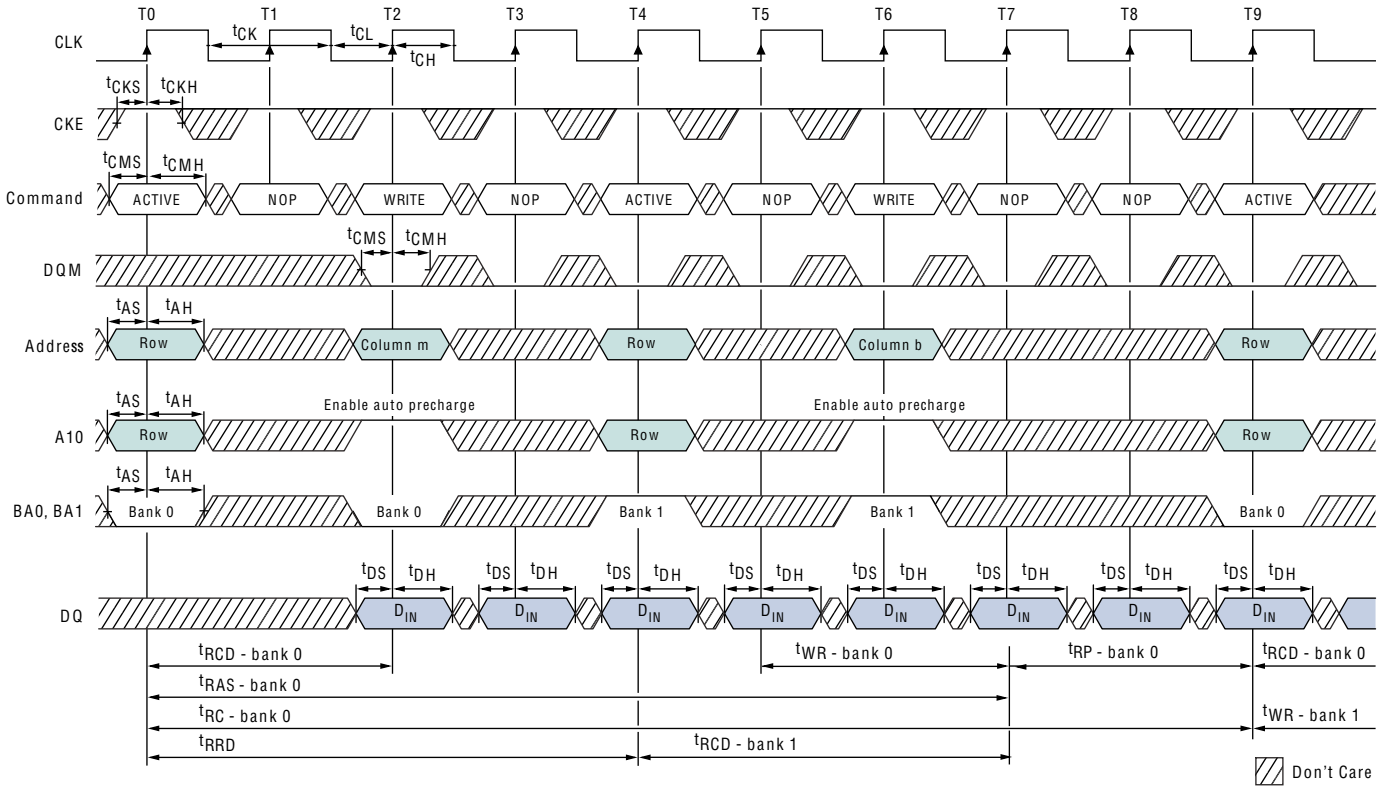 T0 T1 T2 T3 T4 T5 T6 T7 T8 T9
CLK tCK tCL tCH
tCKS tCKH
CKE
tCMS tCMH
Command ACTIVE NOP WRITE NOP ACTIVE NOP WRITE NOP NOP ACTIVE
tCMS tCMH
DQM
tAS tAH
Address Row Column m Row Column b Row
tAS tAH Enable auto precharge Enable auto precharge
A10 Row Row Row
tAS tAH
BA0, BA1 Bank 0 Bank 0 Bank 1 Bank 1 Bank 0
tDS tDH tDS tDH tDS tDH tDS tDH tDS tDH tDS tDH tDS tDH tDS tDH
DQ DIN DIN DIN DIN DIN DIN DIN DIN
tRCD - bank 0 tWR - bank 0 tRP - bank 0 tRCD - bank 0
tRAS - bank 0
tRC - bank 0 tWR - bank 1
tRRD tRCD - bank 1
Don't Care